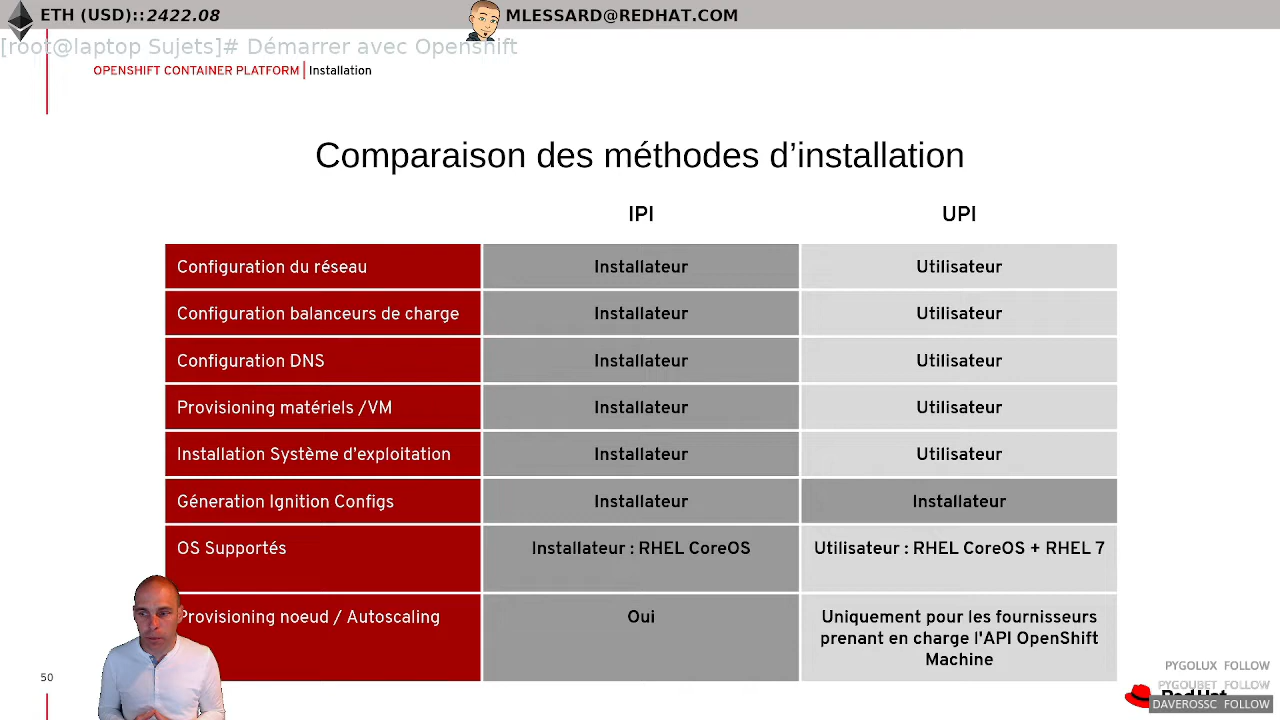 ETH (USD)::2422.08
MLESSARD@REDHAT.COM
[root@laptop Sujets]# Démarrer avec Openshift
OPENSHIFT CONTAINER PLATFORM | Installation
Comparaison des méthodes d’installation
IPI UPI
Configuration du réseau Installateur Utilisateur
Configuration balanceurs de charge Installateur Utilisateur
Configuration DNS Installateur Utilisateur
Provisioning matériels /VM Installateur Utilisateur
Installation Système d'exploitation Installateur Utilisateur
Géneration Ignition Configs Installateur Installateur
OS Supportés Installateur : RHEL CoreOS Utilisateur : RHEL CoreOS + RHEL 7
Provisioning noeud / Autoscaling Oui Uniquement pour les fournisseurs
prenant en charge l'API OpenShift
Machine
50
PYGOLUX FOLLOW
PYGOUBET FOLLOW
Red Hat
DAVEROSSC FOLLOW